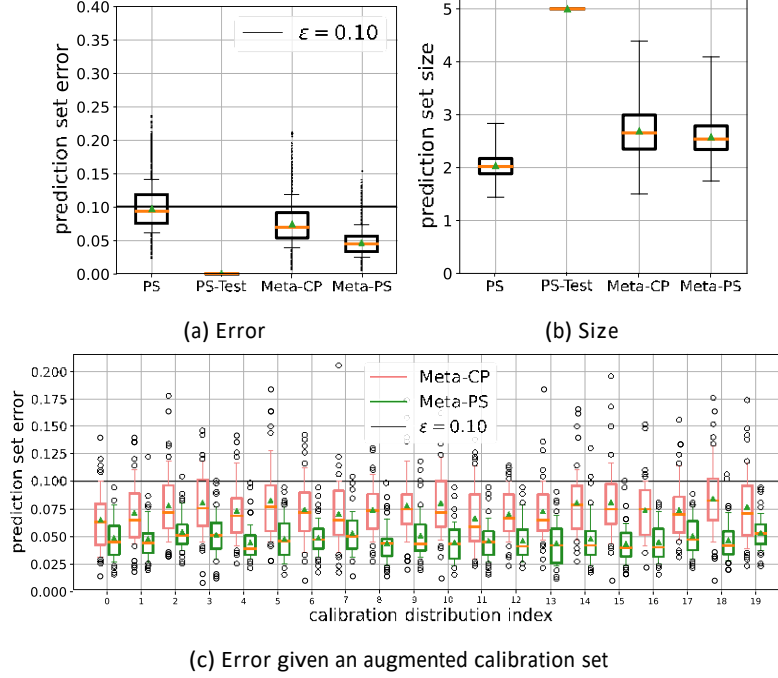 0.40
0.35
0.30
0.25
0.20
0.15
0.10
0.05
0.00
prediction set error
ε = 0.10
PS
PS-Test
Meta-CP
Meta-PS
(a) Error
5
4
3
2
1
0
prediction set size
PS
PS-Test
Meta-CP
Meta-PS
(b) Size
0.200
0.175
0.150
0.125
0.100
0.075
0.050
0.025
0.000
prediction set error
Meta-CP
Meta-PS
ε = 0.10
0 1 2 3 4 5 6 7 8 9 10 11 12 13 14 15 16 17 18 19
calibration distribution index
(c) Error given an augmented calibration set